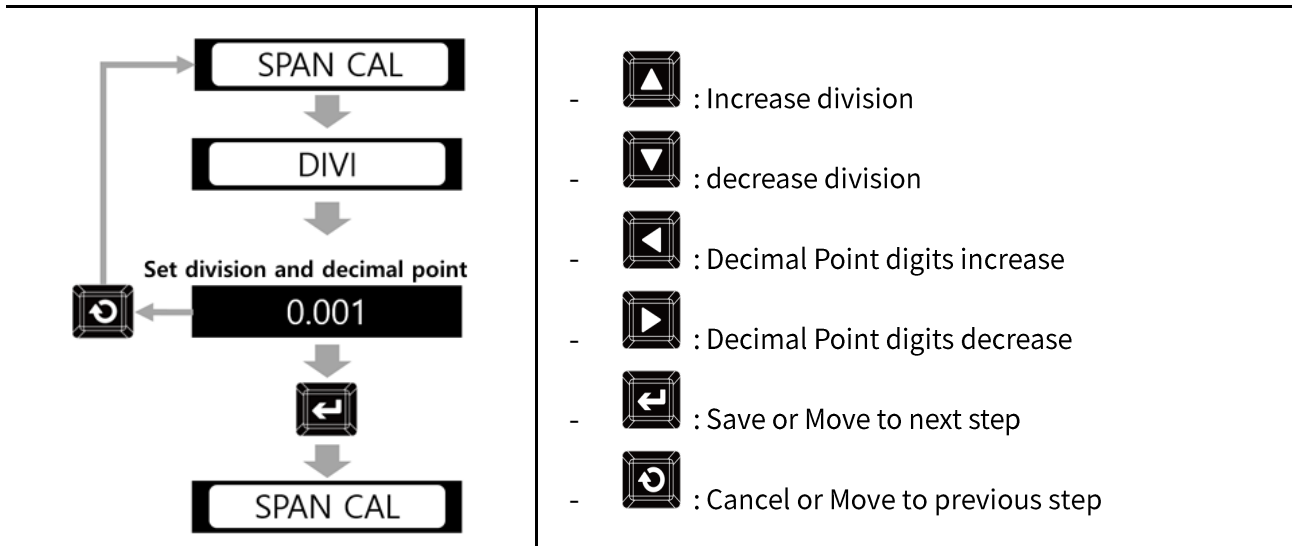 SPAN CAL
DIVI
Set division and decimal point
0.001
SPAN CAL
- : Increase division
- : decrease division
- : Decimal Point digits increase
- : Decimal Point digits decrease
- : Save or Move to next step
- : Cancel or Move to previous step